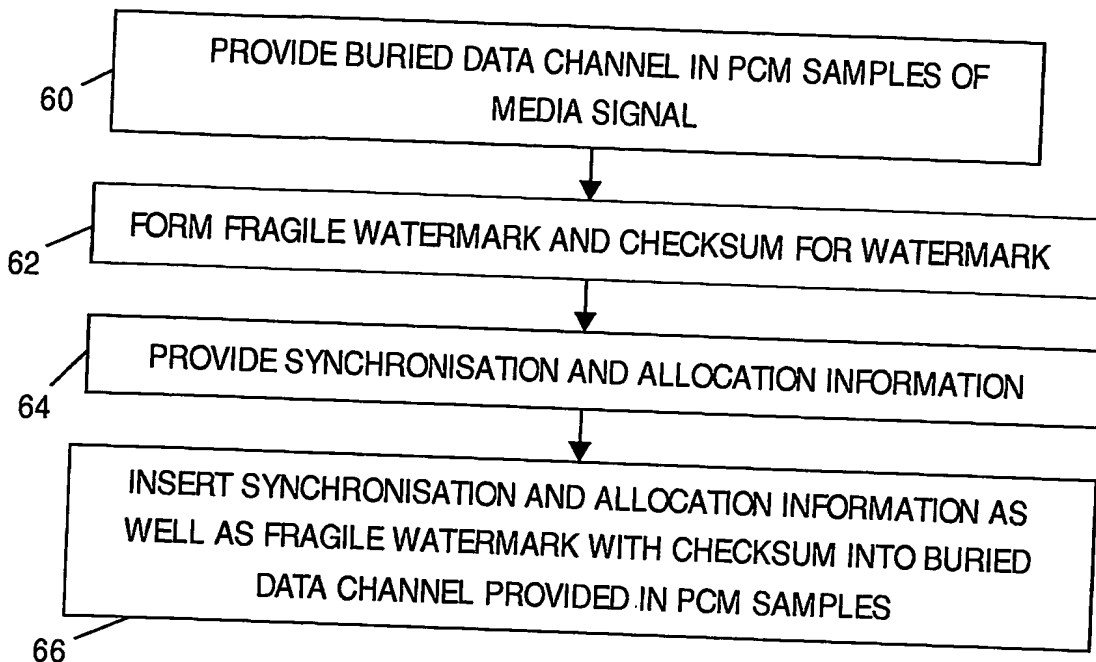 PROVIDE BURIED DATA CHANNEL IN PCM SAMPLES OF
MEDIA SIGNAL
60
FORM FRAGILE WATERMARK AND CHECKSUM FOR WATERMARK
62
PROVIDE SYNCHRONISATION AND ALLOCATION INFORMATION
64
INSERT SYNCHRONISATION AND ALLOCATION INFORMATION AS
WELL AS FRAGILE WATERMARK WITH CHECKSUM INTO BURIED
DATA CHANNEL PROVIDED IN PCM SAMPLES
66